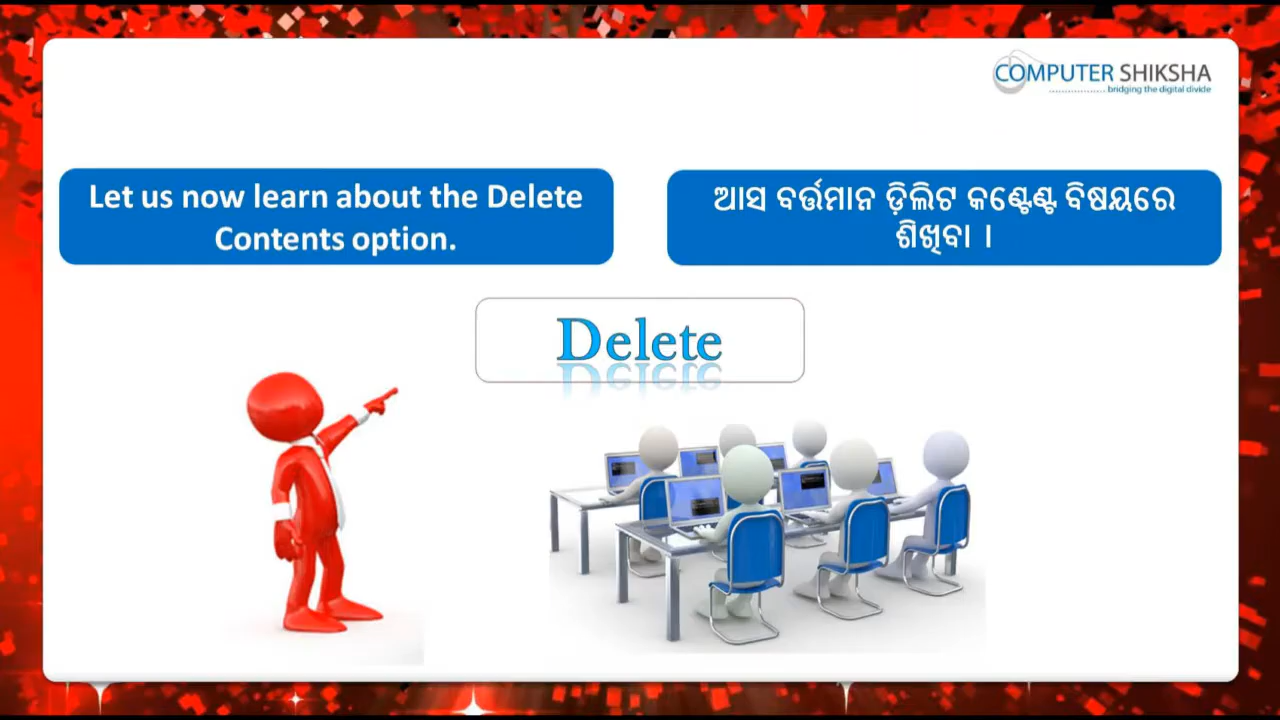 COMPUTER SHIKSHA
bridging the digital divide
Let us now learn about the Delete
Contents option.
ଆସ ବର୍ତ୍ତମାନ ଡ଼ିଲିଟ କଣ୍ଟେଣ୍ଟ ବିଷୟରେ
ଶିଖିବା ।
Delete